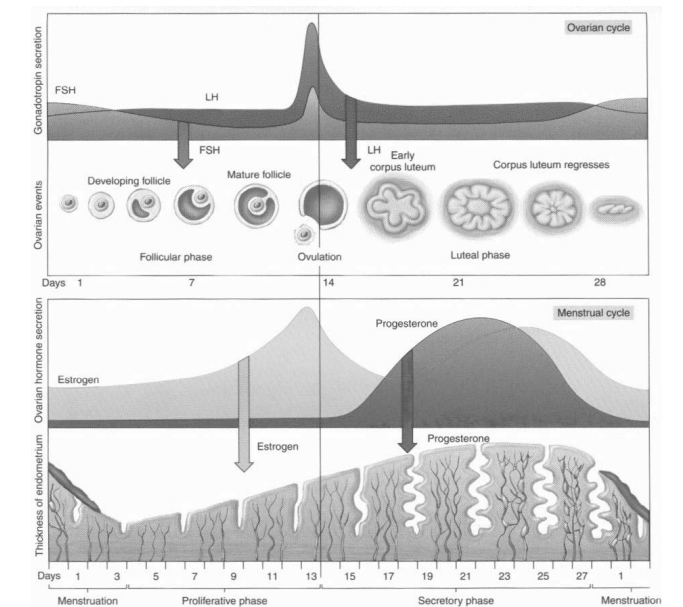 Ovarian cycle
Gonadotropin secretion
FSH
LH
FSH
LH
Early
corpus luteum
Corpus luteum regresses
Developing follicle
Mature follicle
Ovarian events
Follicular phase
Ovulation
Luteal phase
Days 1 7 14 21 28
Menstrual cycle
Ovarian hormone secretion
Progesterone
Estrogen
Estrogen
Progesterone
Thickness of endometrium
Days 1 3 5 7 9 11 13 15 17 19 21 23 25 27 1
Menstruation Proliferative phase Secretory phase Menstruation